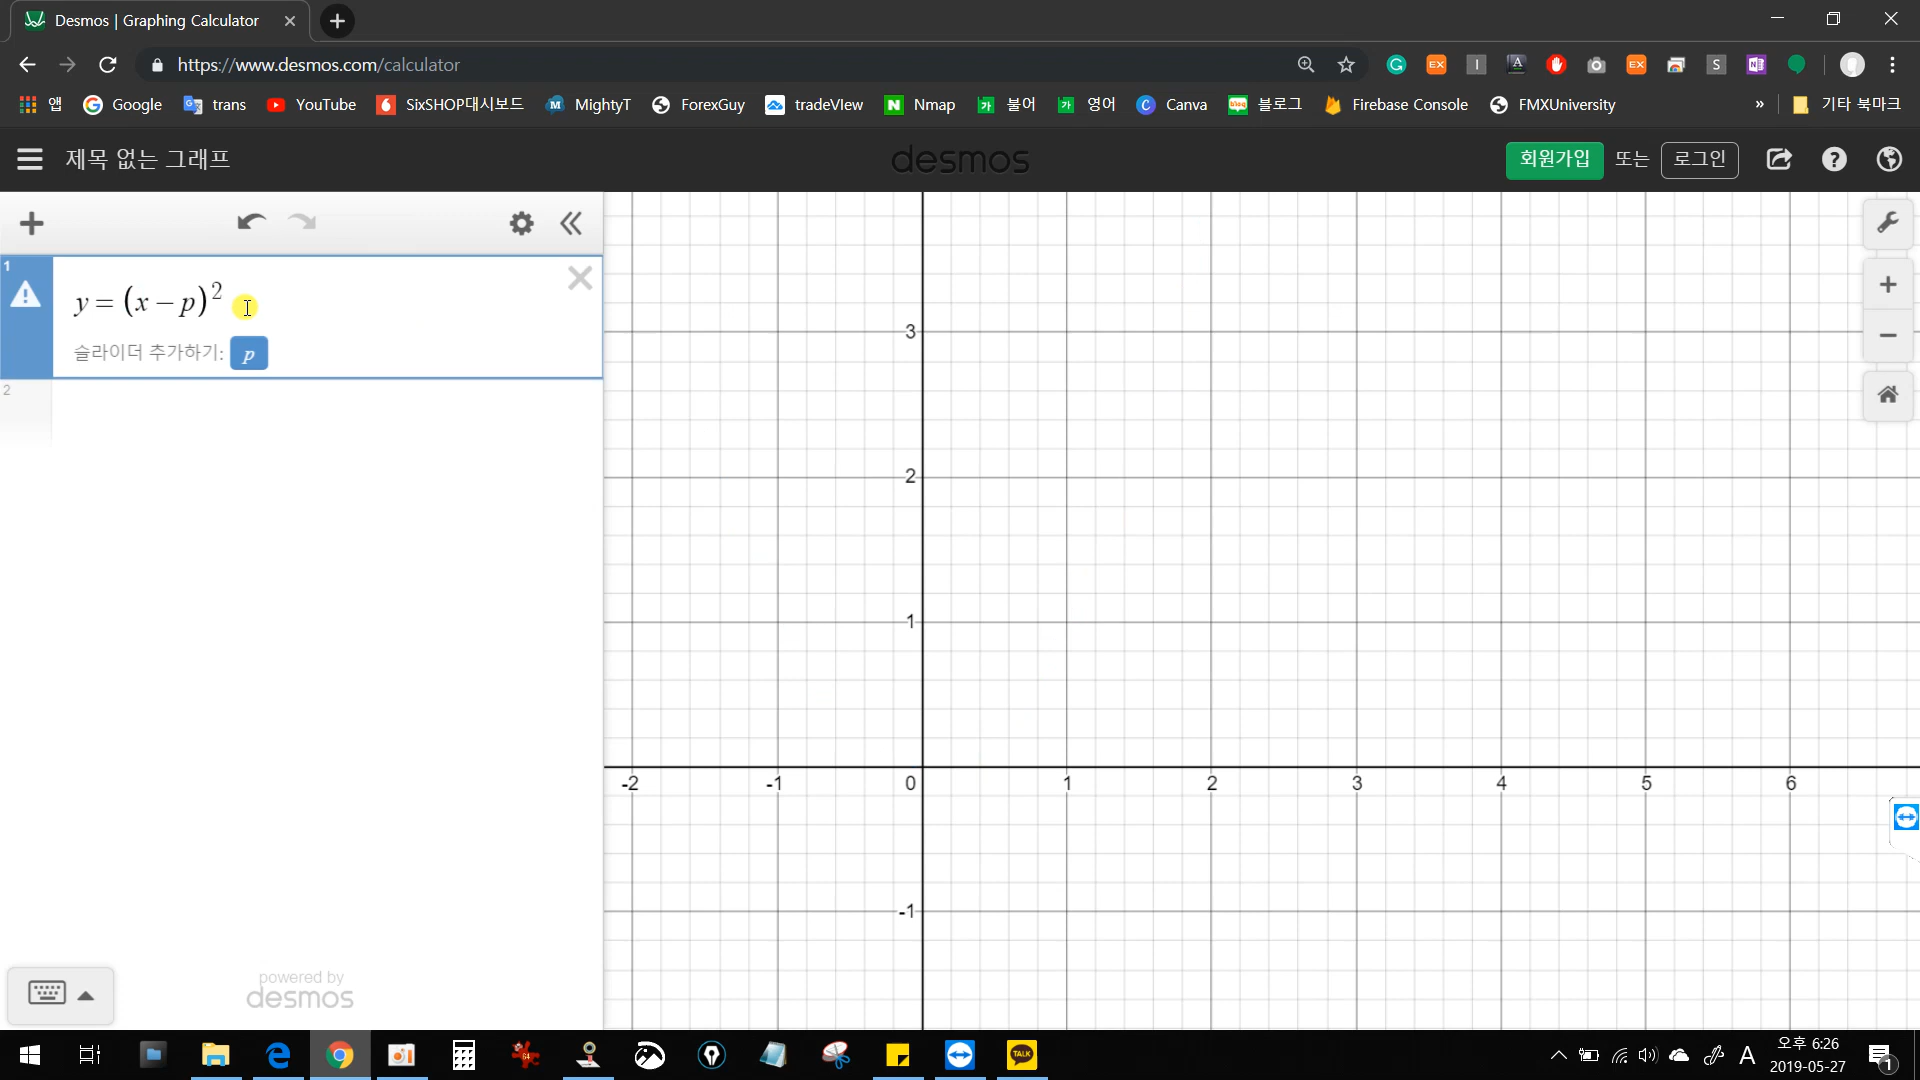 Desmos | Graphing Calculator
https://www.desmos.com/calculator
앱 Google trans YouTube SixSHOP대시보드 MightyT ForexGuy tradeVIew Nmap 불어 영어 Canva 블로그 Firebase Console FMXUniversity » 기타 북마크
제목 없는 그래프
desmos
회원가입 또는 로그인
1
y = (x − p)²
슬라이더 추가하기: p
2
3
2
1
-2 -1 0 1 2 3 4 5 6
-1
powered by
desmos
A
오후 6:26
2019-05-27
1